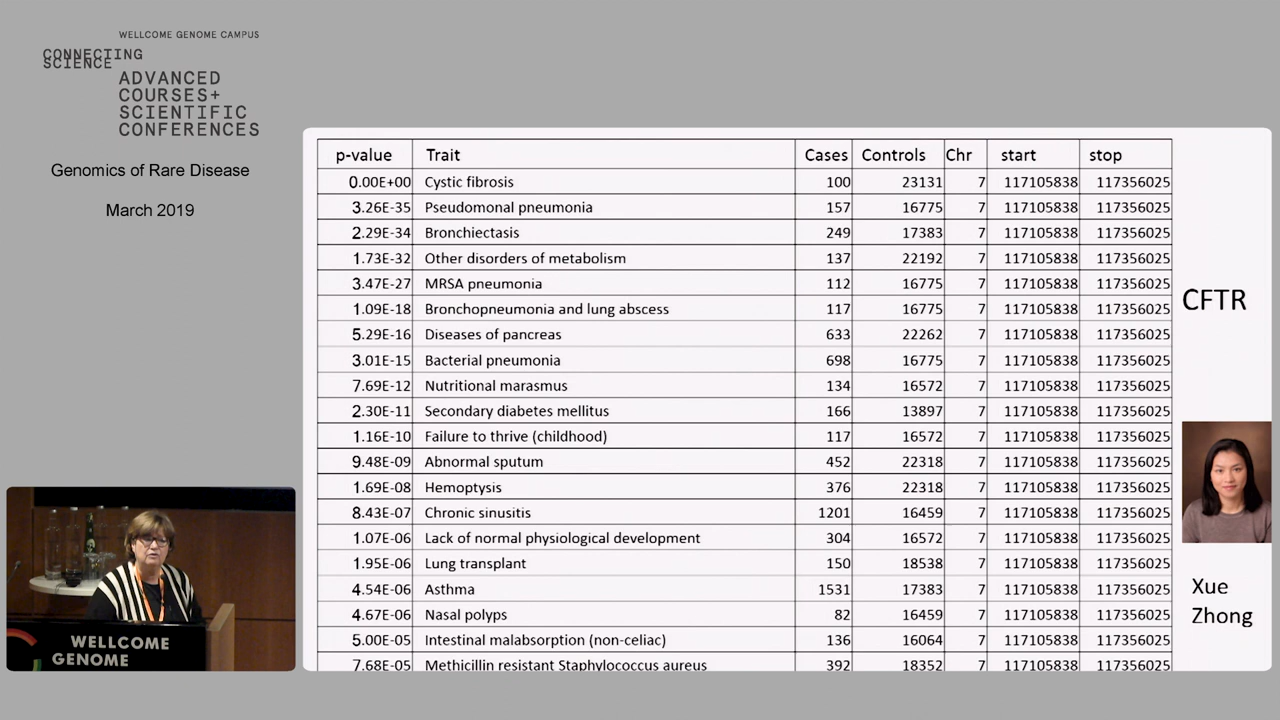 WELLCOME GENOME CAMPUS
CONNECTING
SCIENCE
ADVANCED
COURSES+
SCIENTIFIC
CONFERENCES
Genomics of Rare Disease
March 2019
p-value Trait Cases Controls Chr start stop
0.00E+00 Cystic fibrosis 100 23131 7 117105838 117356025
3.26E-35 Pseudomonal pneumonia 157 16775 7 117105838 117356025
2.29E-34 Bronchiectasis 249 17383 7 117105838 117356025
1.73E-32 Other disorders of metabolism 137 22192 7 117105838 117356025
3.47E-27 MRSA pneumonia 112 16775 7 117105838 117356025
1.09E-18 Bronchopneumonia and lung abscess 117 16775 7 117105838 117356025
5.29E-16 Diseases of pancreas 633 22262 7 117105838 117356025
3.01E-15 Bacterial pneumonia 698 16775 7 117105838 117356025
7.69E-12 Nutritional marasmus 134 16572 7 117105838 117356025
2.30E-11 Secondary diabetes mellitus 166 13897 7 117105838 117356025
1.16E-10 Failure to thrive (childhood) 117 16572 7 117105838 117356025
9.48E-09 Abnormal sputum 452 22318 7 117105838 117356025
1.69E-08 Hemoptysis 376 22318 7 117105838 117356025
8.43E-07 Chronic sinusitis 1201 16459 7 117105838 117356025
1.07E-06 Lack of normal physiological development 304 16572 7 117105838 117356025
1.95E-06 Lung transplant 150 18538 7 117105838 117356025
4.54E-06 Asthma 1531 17383 7 117105838 117356025
4.67E-06 Nasal polyps 82 16459 7 117105838 117356025
5.00E-05 Intestinal malabsorption (non-celiac) 136 16064 7 117105838 117356025
7.68E-05 Methicillin resistant Staphylococcus aureus 392 18352 7 117105838 117356025
CFTR
Xue
Zhong
WELLCOME
GENOME